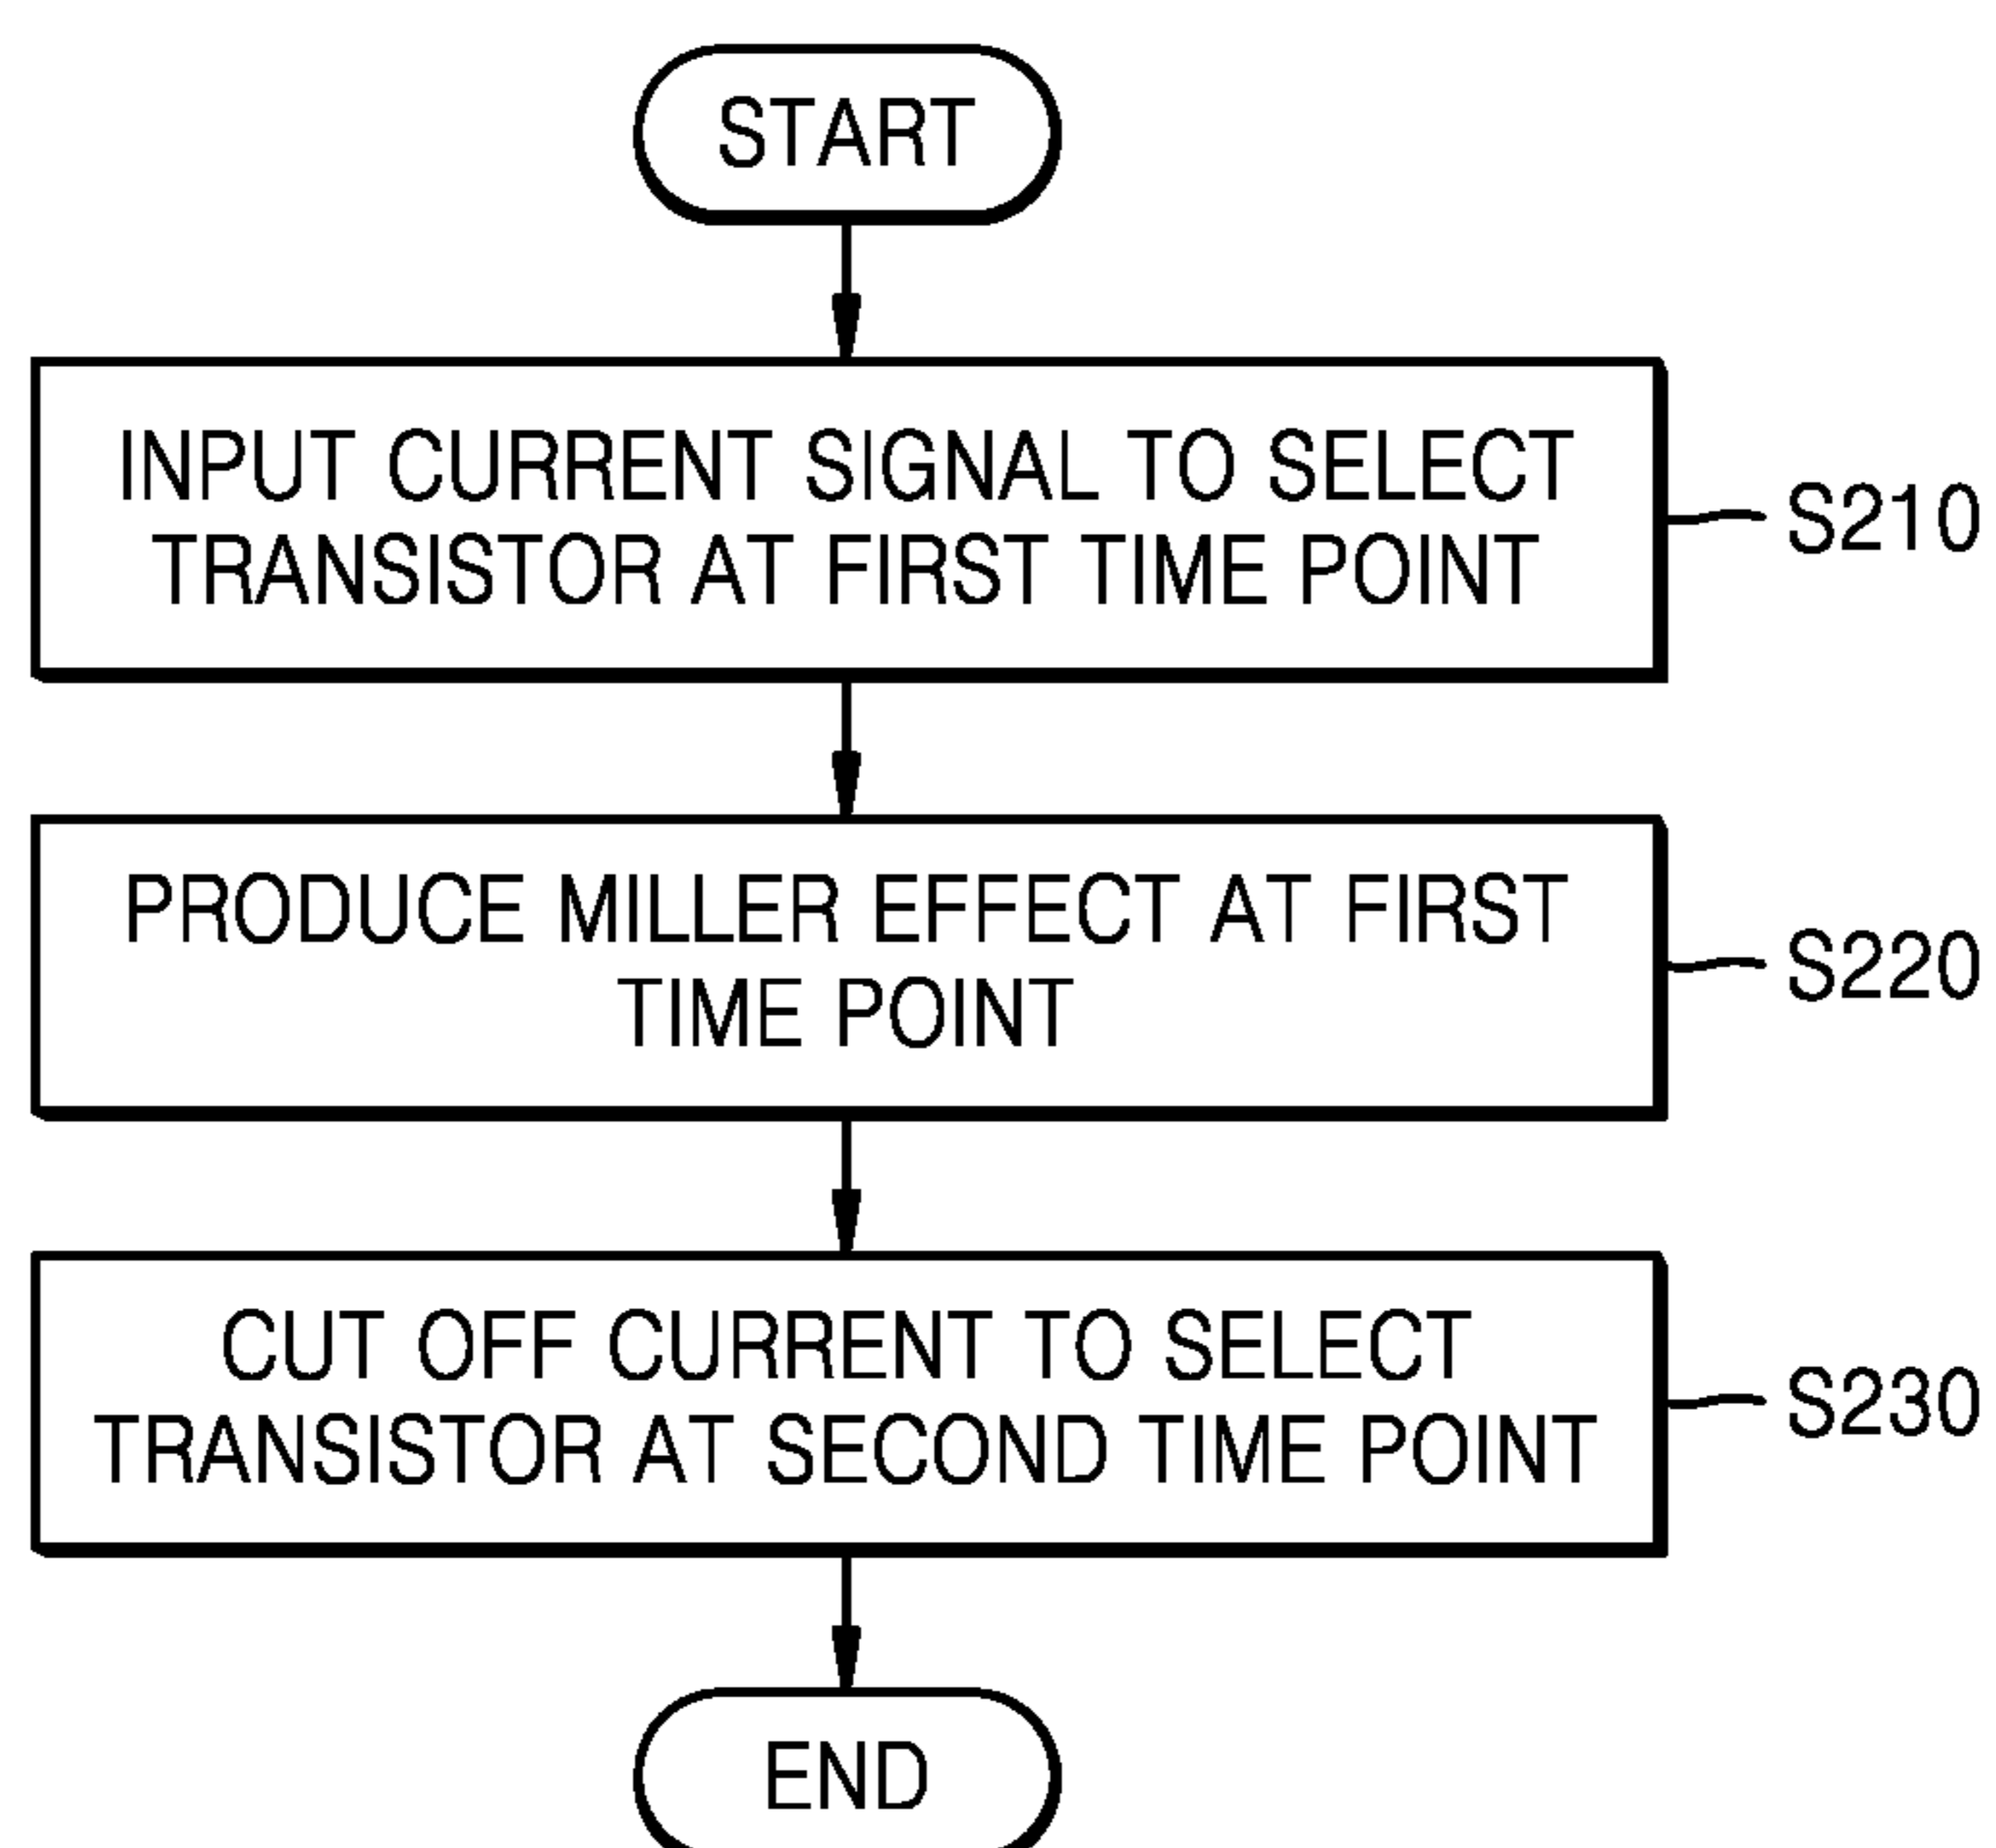 START
INPUT CURRENT SIGNAL TO SELECT
TRANSISTOR AT FIRST TIME POINT
S210
PRODUCE MILLER EFFECT AT FIRST
TIME POINT
S220
CUT OFF CURRENT TO SELECT
TRANSISTOR AT SECOND TIME POINT
S230
END